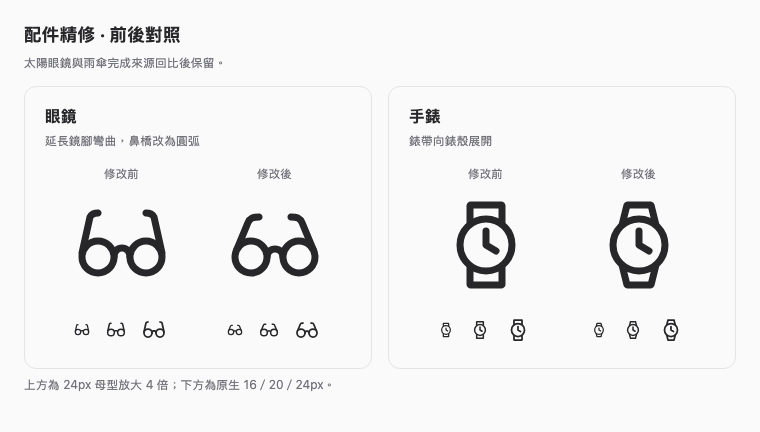 配件精修 · 前後對照
太陽眼鏡與雨傘完成來源回比後保留。
眼鏡
延長鏡腳彎曲，鼻橋改為圓弧
修改前
修改後
手錶
錶帶向錶殼展開
修改前
修改後
上方為 24px 母型放大 4 倍；下方為原生 16 / 20 / 24px。